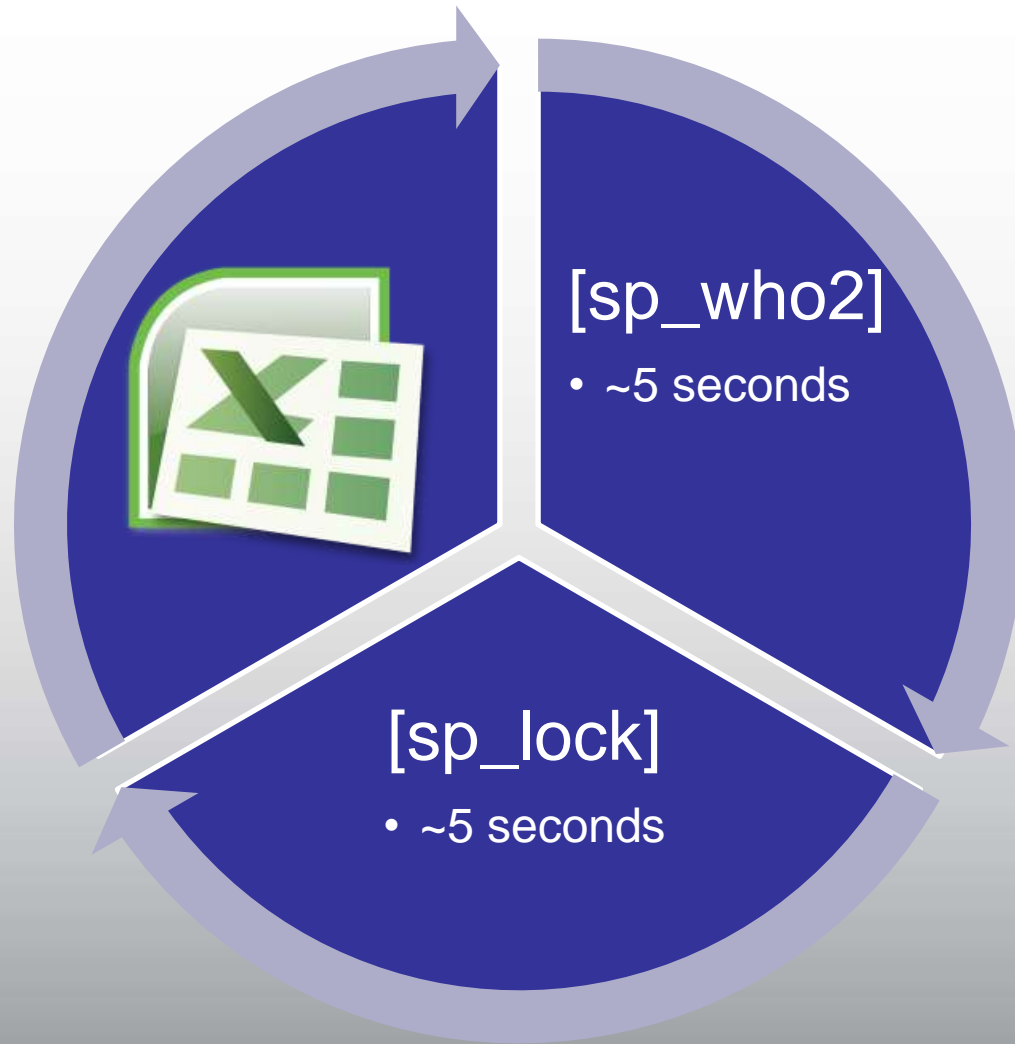 [sp_who2]
• ~5 seconds
[sp_lock]
• ~5 seconds